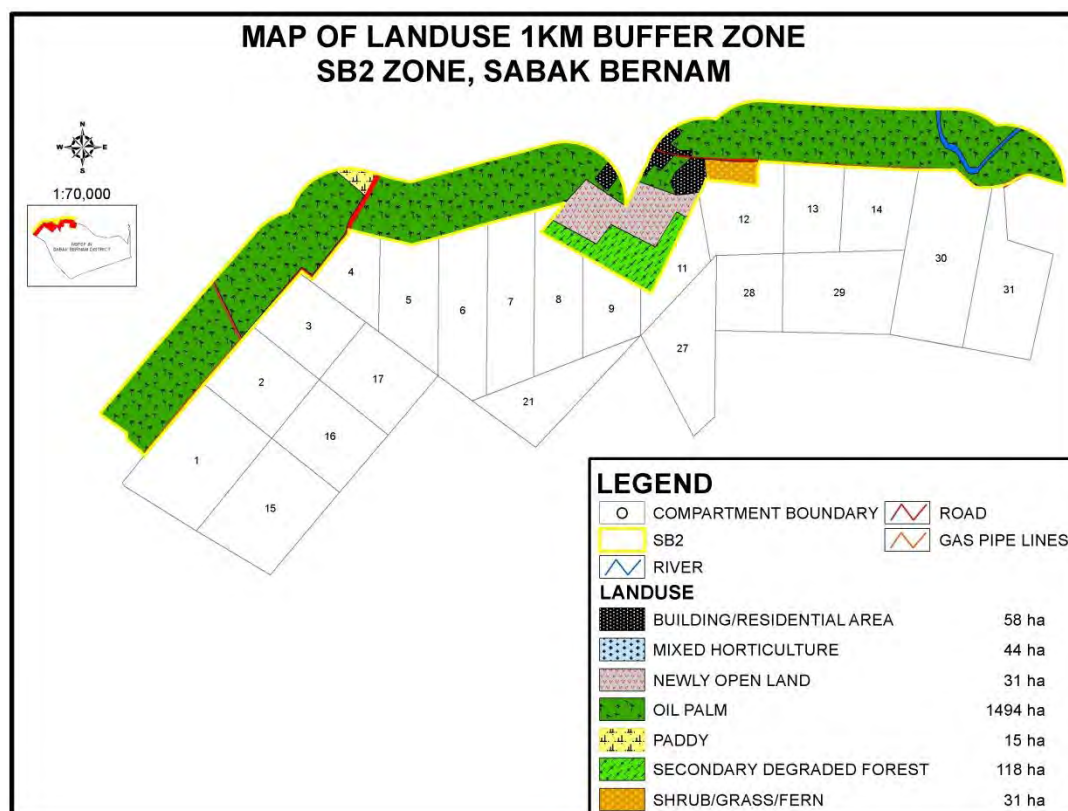 MAP OF LANDUSE 1KM BUFFER ZONE
SB2 ZONE, SABAK BERNAM
N
W E
S
1:70,000
SABAK BERNAM DISTRICT
1
2
3
4
5
6
7
8
9
11
12
13
14
15
16
17
21
27
28
29
30
31
LEGEND
COMPARTMENT BOUNDARY
ROAD
SB2
GAS PIPE LINES
RIVER
LANDUSE
BUILDING/RESIDENTIAL AREA 58 ha
MIXED HORTICULTURE 44 ha
NEWLY OPEN LAND 31 ha
OIL PALM 1494 ha
PADDY 15 ha
SECONDARY DEGRADED FOREST 118 ha
SHRUB/GRASS/FERN 31 ha